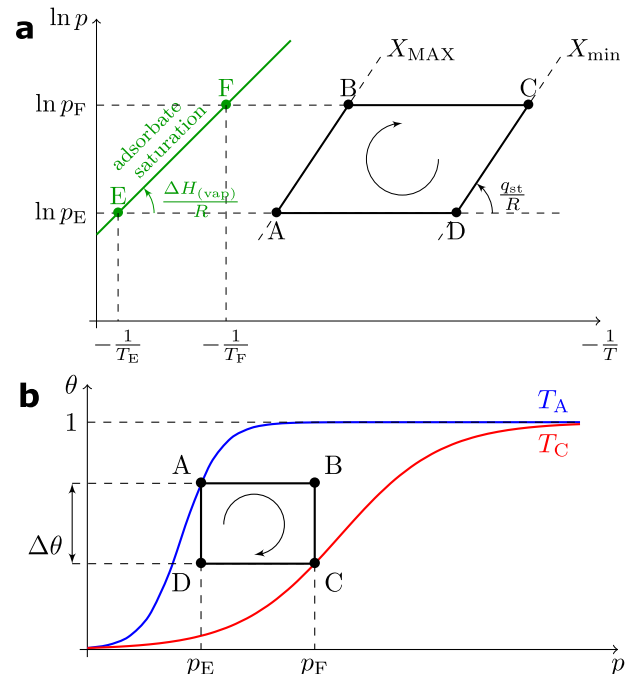 a
ln p
X_MAX
X_min
F
B
C
ln p_F
adsorbate
saturation
E
ΔH_(vap)
R
q_st
R
ln p_E
A
D
−1/T_E
−1/T_F
−1/T
b
θ
1
T_A
T_C
A
B
Δθ
D
C
p_E
p_F
p